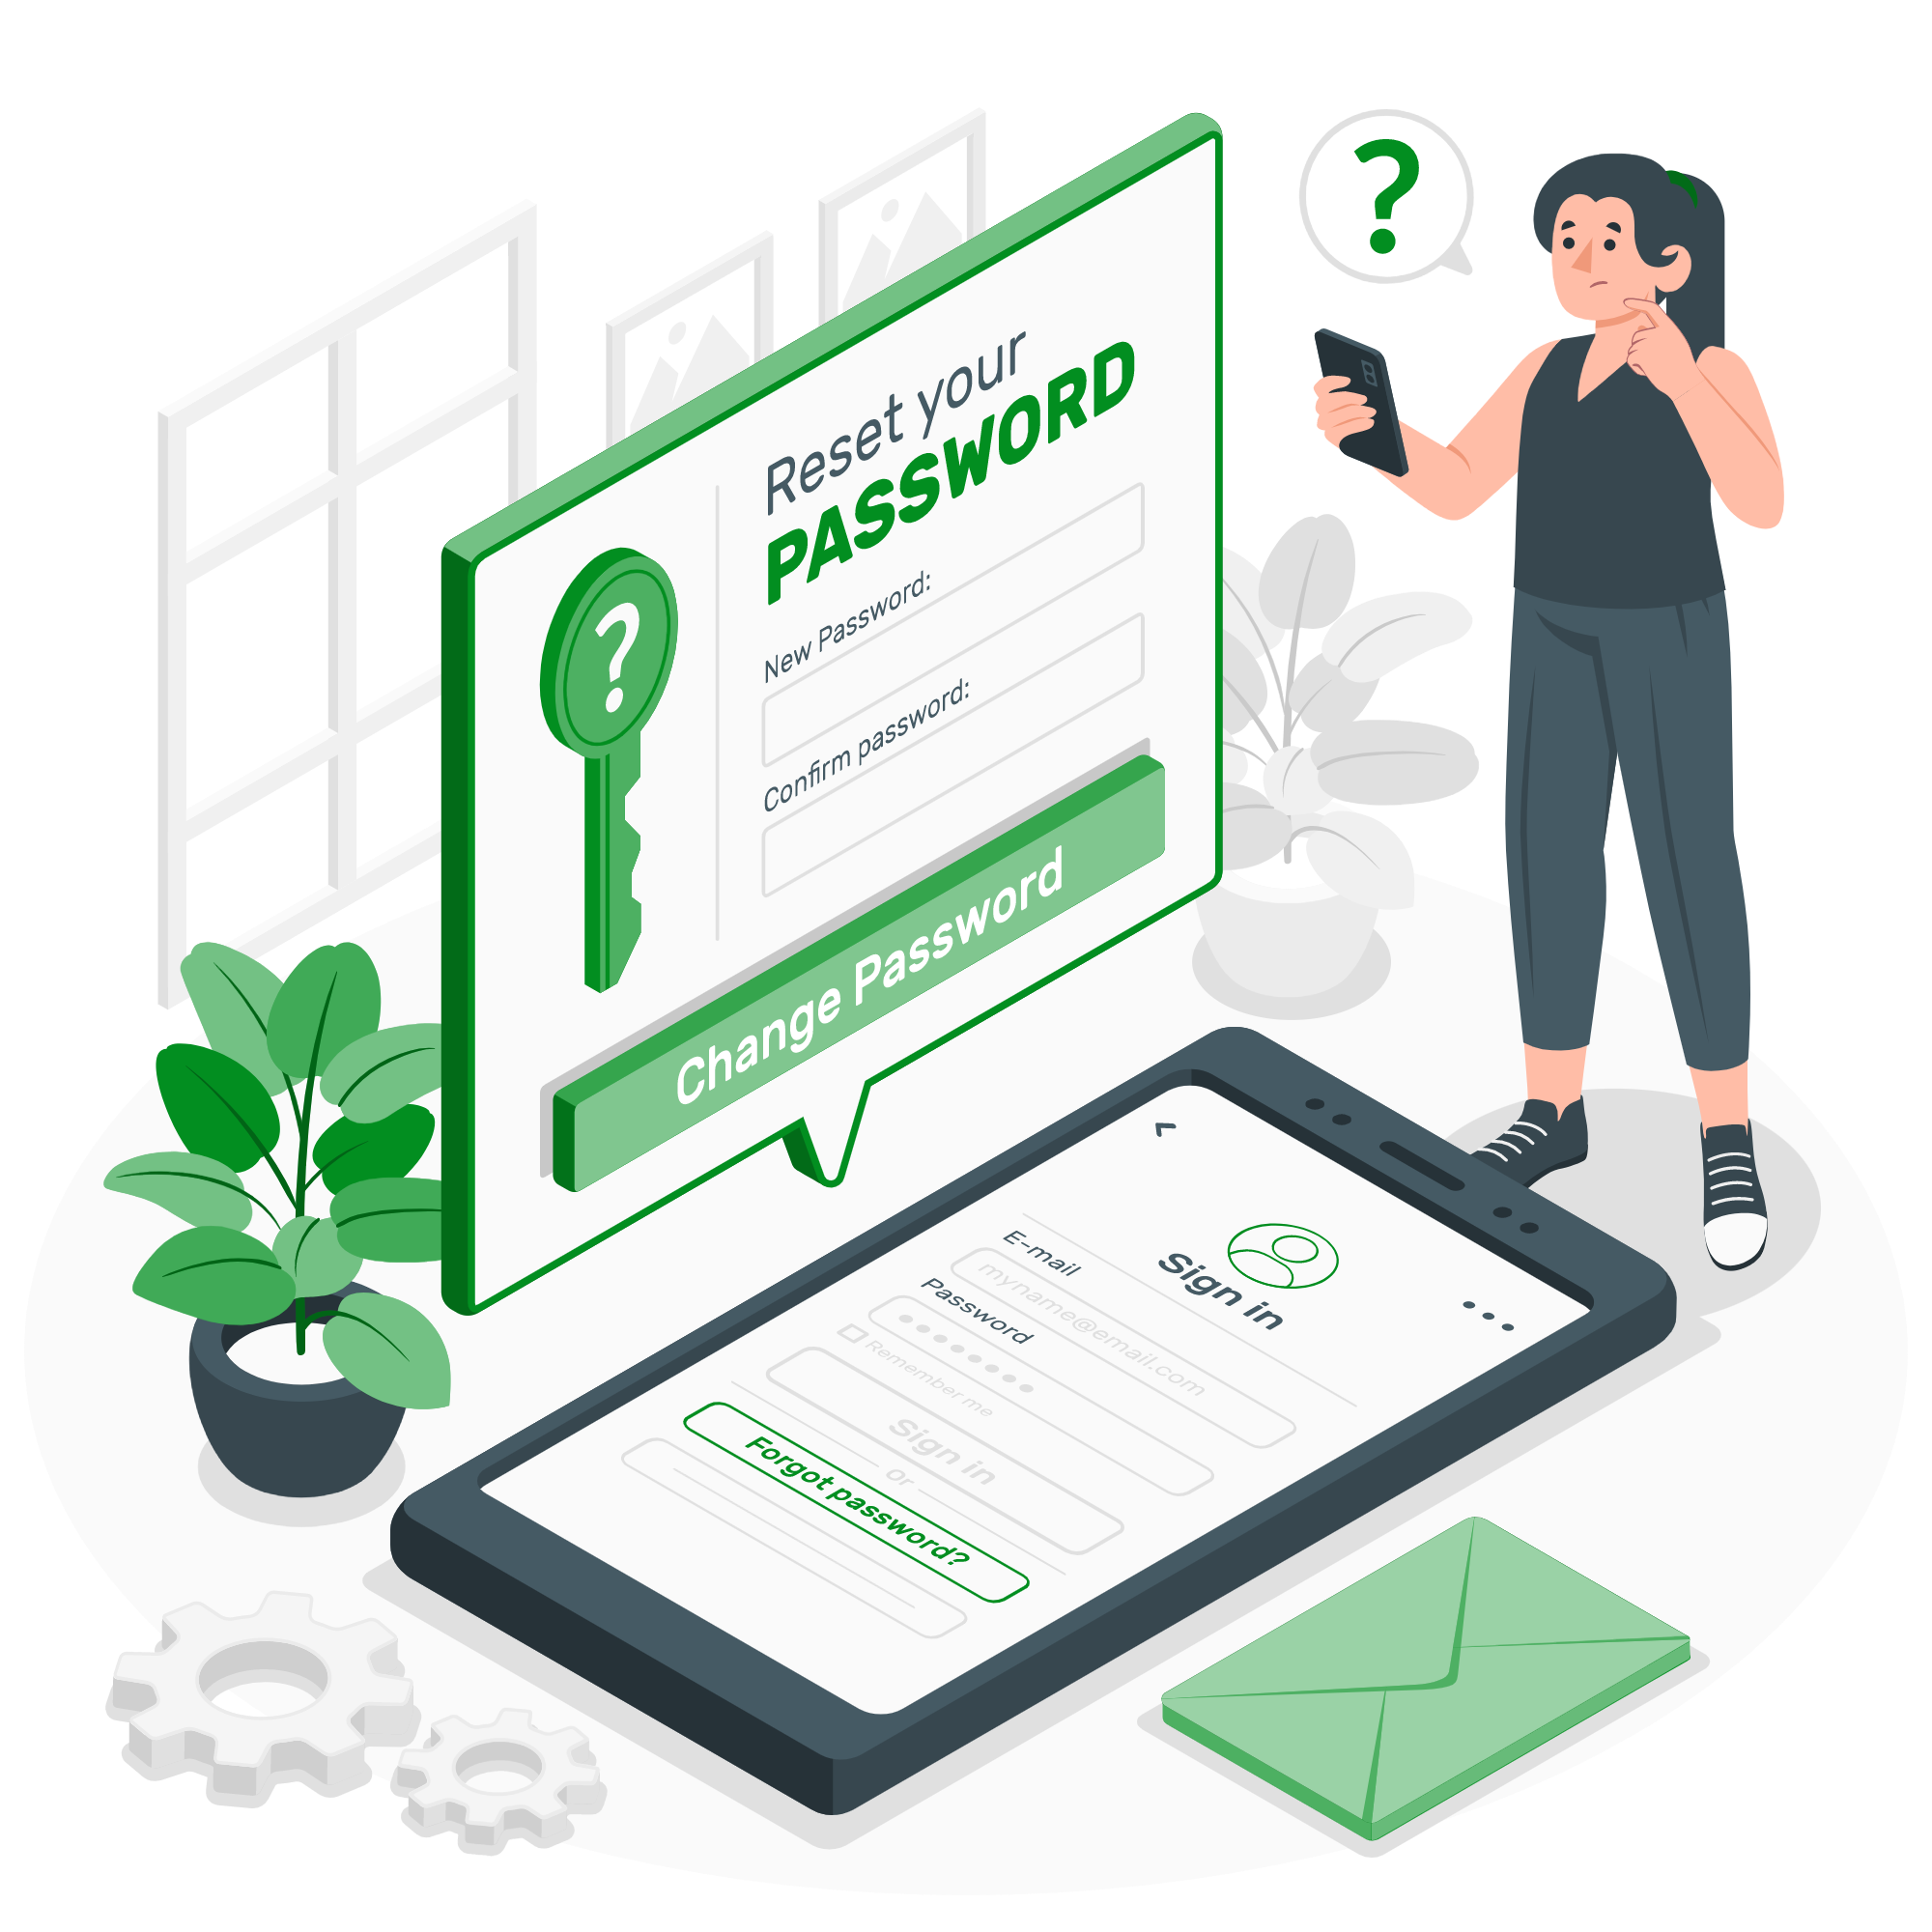 ?
Reset your
PASSWORD
?
New Password:
Confirm password:
Change Password
Sign in
E-mail
myname@email.com
Password
Remember me
Sign in
Or
Forgot password?